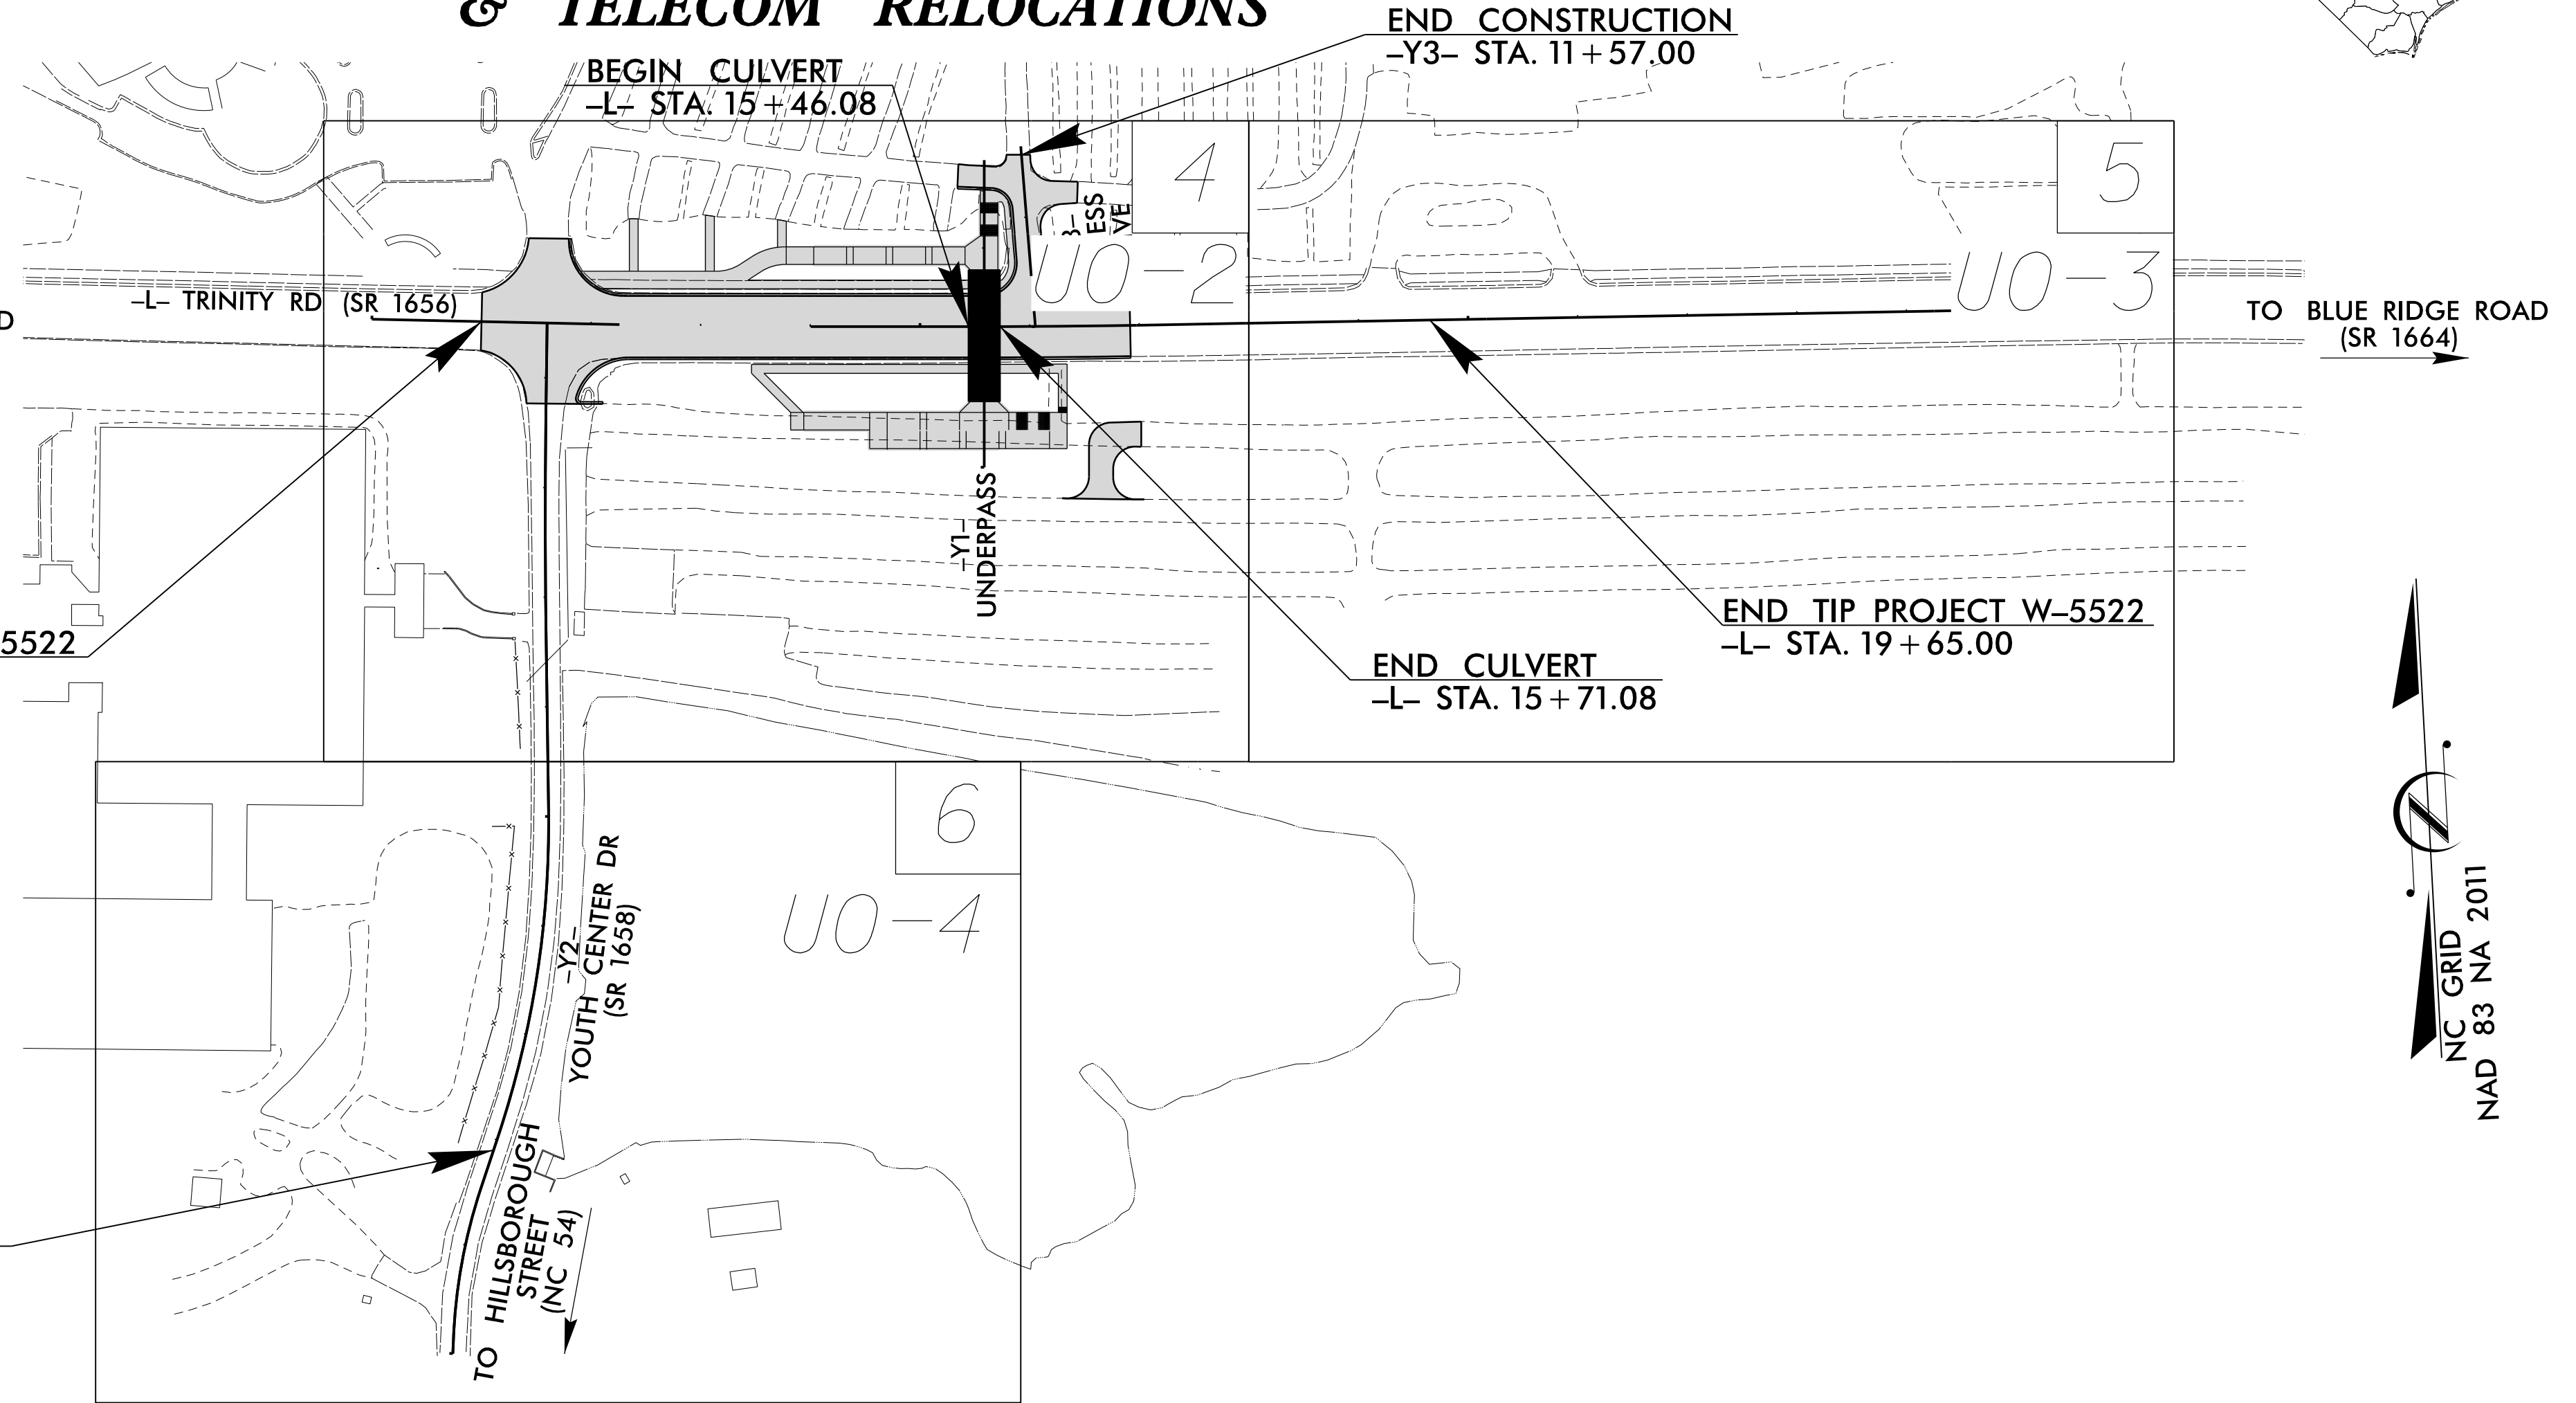 & TELECOM RELOCATIONS
END CONSTRUCTION
-Y3- STA. 11+57.00
BEGIN CULVERT
-L- STA. 15+46.08
4
5
UO-2
UO-3
-L- TRINITY RD (SR 1656)
TO BLUE RIDGE ROAD
(SR 1664)
-Y1-
UNDERPASS
5522
END TIP PROJECT W-5522
-L- STA. 19+65.00
END CULVERT
-L- STA. 15+71.08
6
UO-4
-Y2-
YOUTH CENTER DR
(SR 1658)
TO HILLSBOROUGH
STREET
(NC 54)
NC GRID
NAD 83 NA 2011